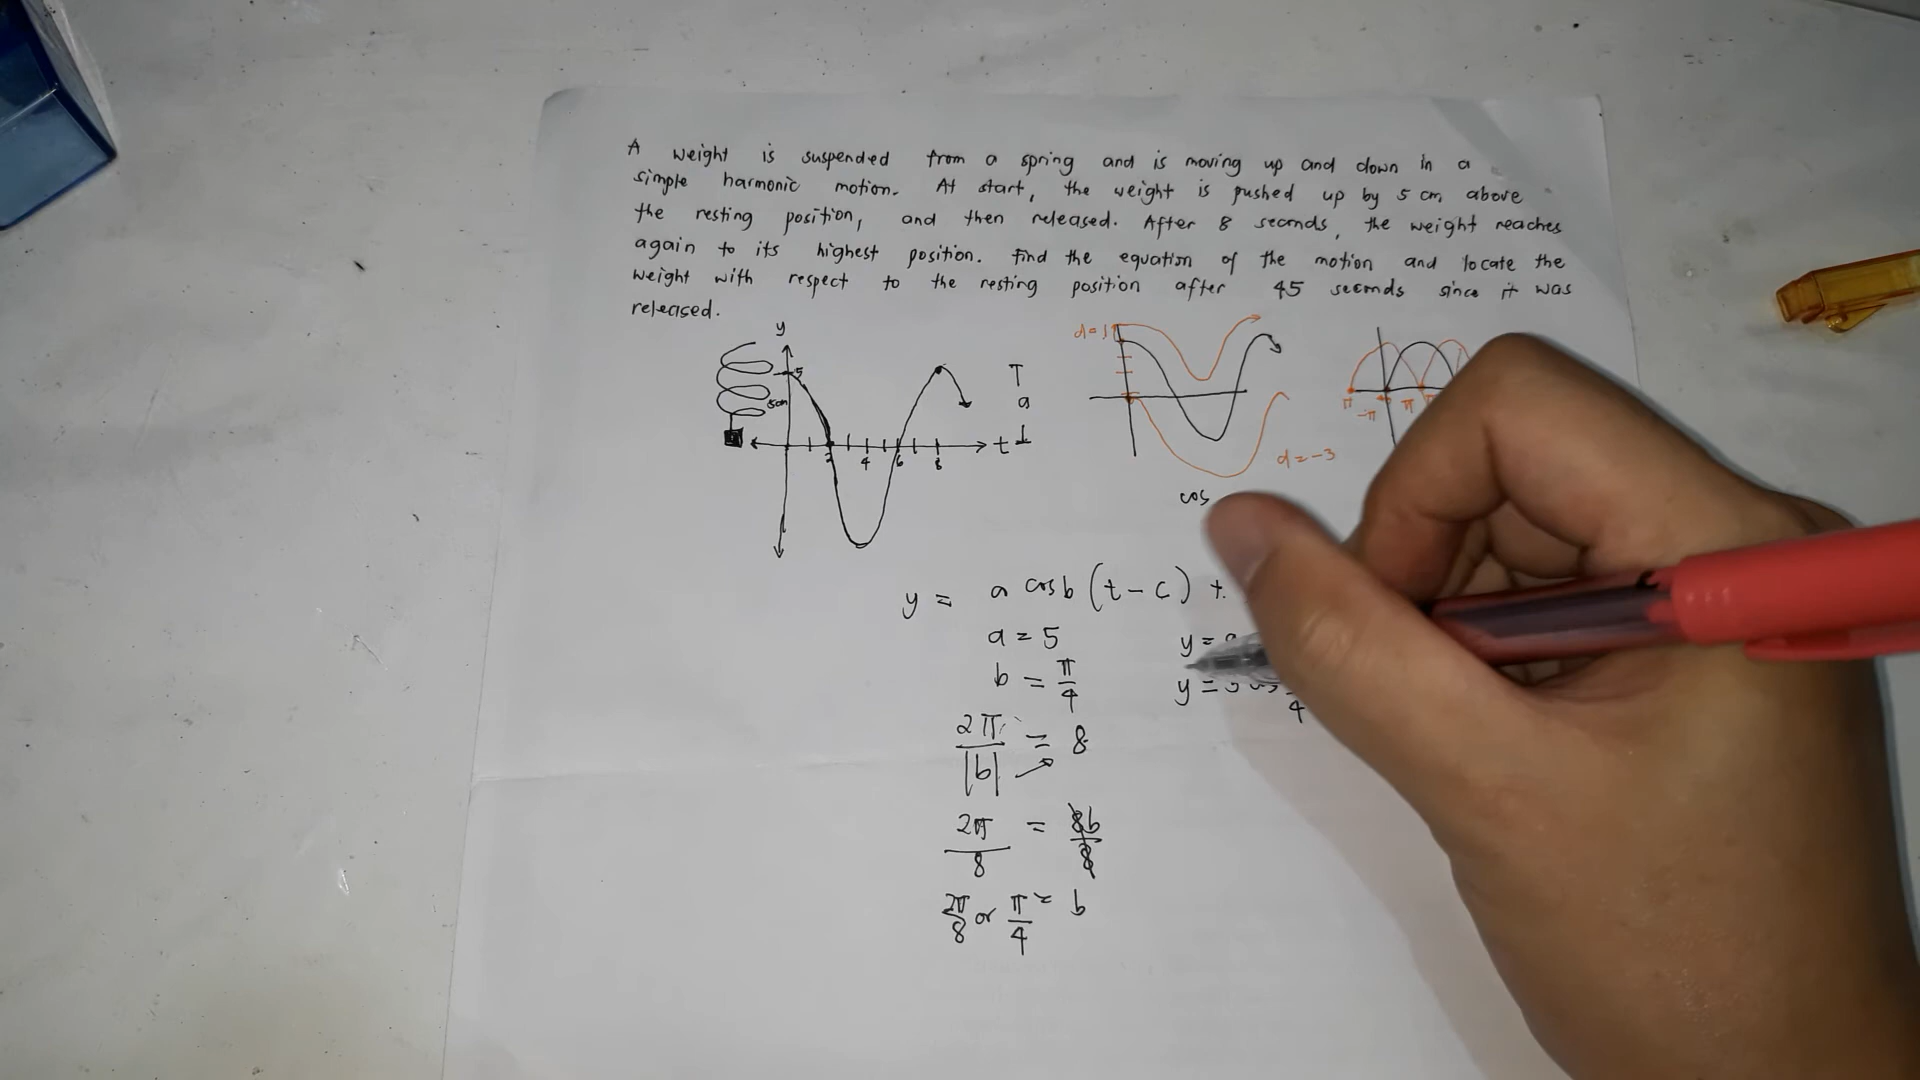 A weight is suspended from a spring and is moving up and down in a
simple harmonic motion. At start, the weight is pushed up by 5 cm above
the resting position, and then released. After 8 seconds, the weight reaches
again to its highest position. Find the equation of the motion and locate the
weight with respect to the resting position after 45 seconds since it was
released.
y
5
5cm
2 4 6 8
t
T
a
⊥
d=3
d=-3
π -π π
cos
y = a cos b (t - c) +
a = 5
b = π/4
2π/|b| = 8
2π/8 = 8b/8
2π/8 or π/4 = b
y = a
y = 5 cos
4